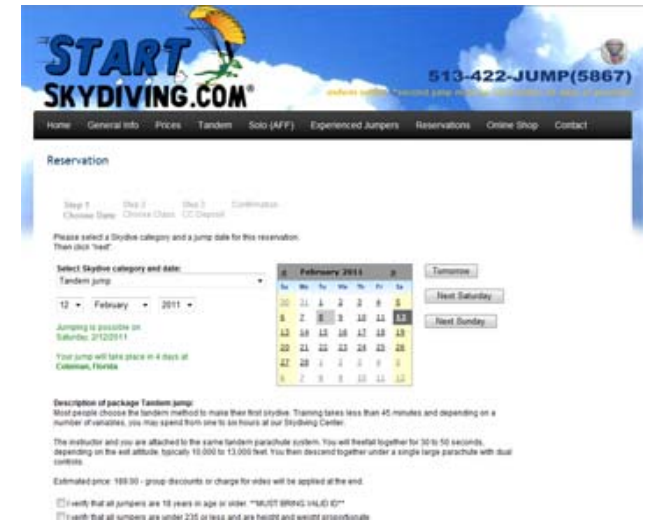 START
SKYDIVING.COM®
513-422-JUMP(5867)
Home General Info Prices Tandem Solo (AFF) Experienced Jumpers Reservations Online Shop Contact
Reservation
Step 1 Step 2 Step 3 Confirmation
Choose Date Choose Class CC Deposit
Please select a Skydive category and a jump date for this reservation.
Then click "next".
Select Skydive category and date:
Tandem jump
12 February 2011
Jumping is possible on
Saturday, 2/12/2011
Your jump will take place in 4 days at
Coleman, Florida
February 2011
Su Mo Tu We Th Fr Sa
30 31 1 2 3 4 5
6 7 8 9 10 11 12
13 14 15 16 17 18 19
20 21 22 23 24 25 26
27 28 1 2 3 4 5
6 7 8 9 10 11 12
Tomorrow
Next Saturday
Next Sunday
Description of package Tandem jump:
Most people choose the tandem method to make their first skydive. Training takes less than 45 minutes and depending on a
number of variables, you may spend from one to six hours at our Skydiving Center.
The instructor and you are attached to the same tandem parachute system. You will freefall together for 30 to 50 seconds,
depending on the exit altitude, typically 10,000 to 13,000 feet. You then descend together under a single large parachute with dual
controls.
Estimated price: 169.00 - group discounts or charge for video will be applied at the end.
I verify that all jumpers are 18 years in age or older. **MUST BRING VALID ID**
I verify that all jumpers are under 235 or less and are height and weight proportionate